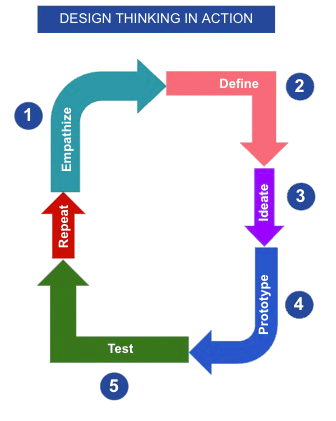 DESIGN THINKING IN ACTION
1
Empathize
Define
2
Ideate
3
Prototype
4
Test
5
Repeat